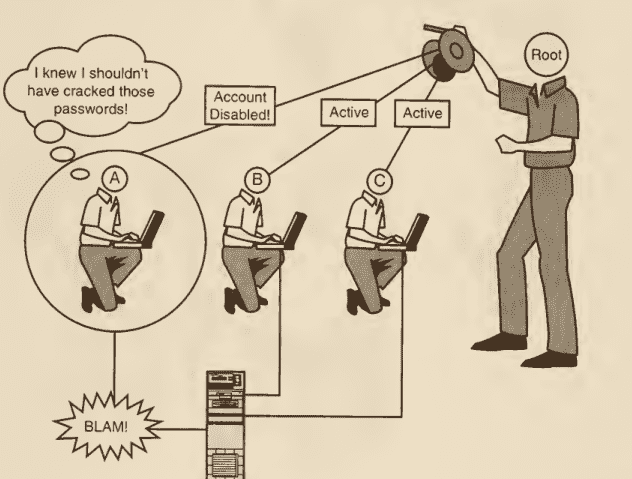 I knew I shouldn't
have cracked those
passwords!
Account
Disabled!
Active
Active
Root
A
B
C
BLAM!